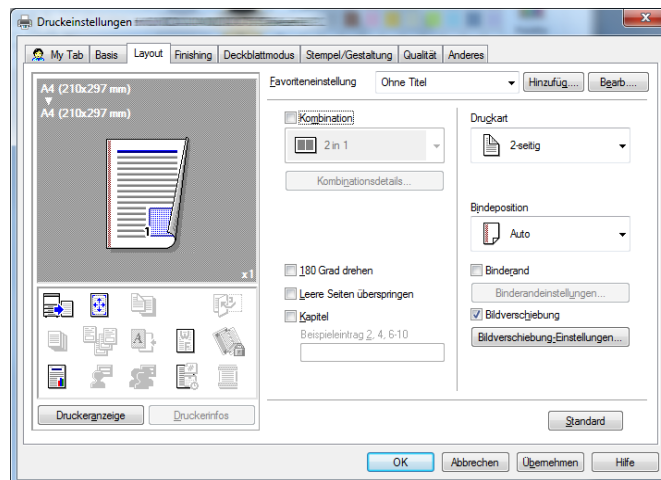 Druckeinstellungen
My Tab Basis Layout Finishing Deckblattmodus Stempel/Gestaltung Qualität Anderes
A4 (210x297 mm)
A4 (210x297 mm)
1
x1
Druckeranzeige Druckerinfos
Favoriteneinstellung Ohne Titel Hinzufüg.... Bearb....
Kombination
2 in 1
Kombinationsdetails...
180 Grad drehen
Leere Seiten überspringen
Kapitel
Beispieleintrag 2, 4, 6-10
Druckart
2-seitig
Bindeposition
Auto
Binderand
Binderandeinstellungen...
Bildverschiebung
Bildverschiebung-Einstellungen...
Standard
OK Abbrechen Übernehmen Hilfe